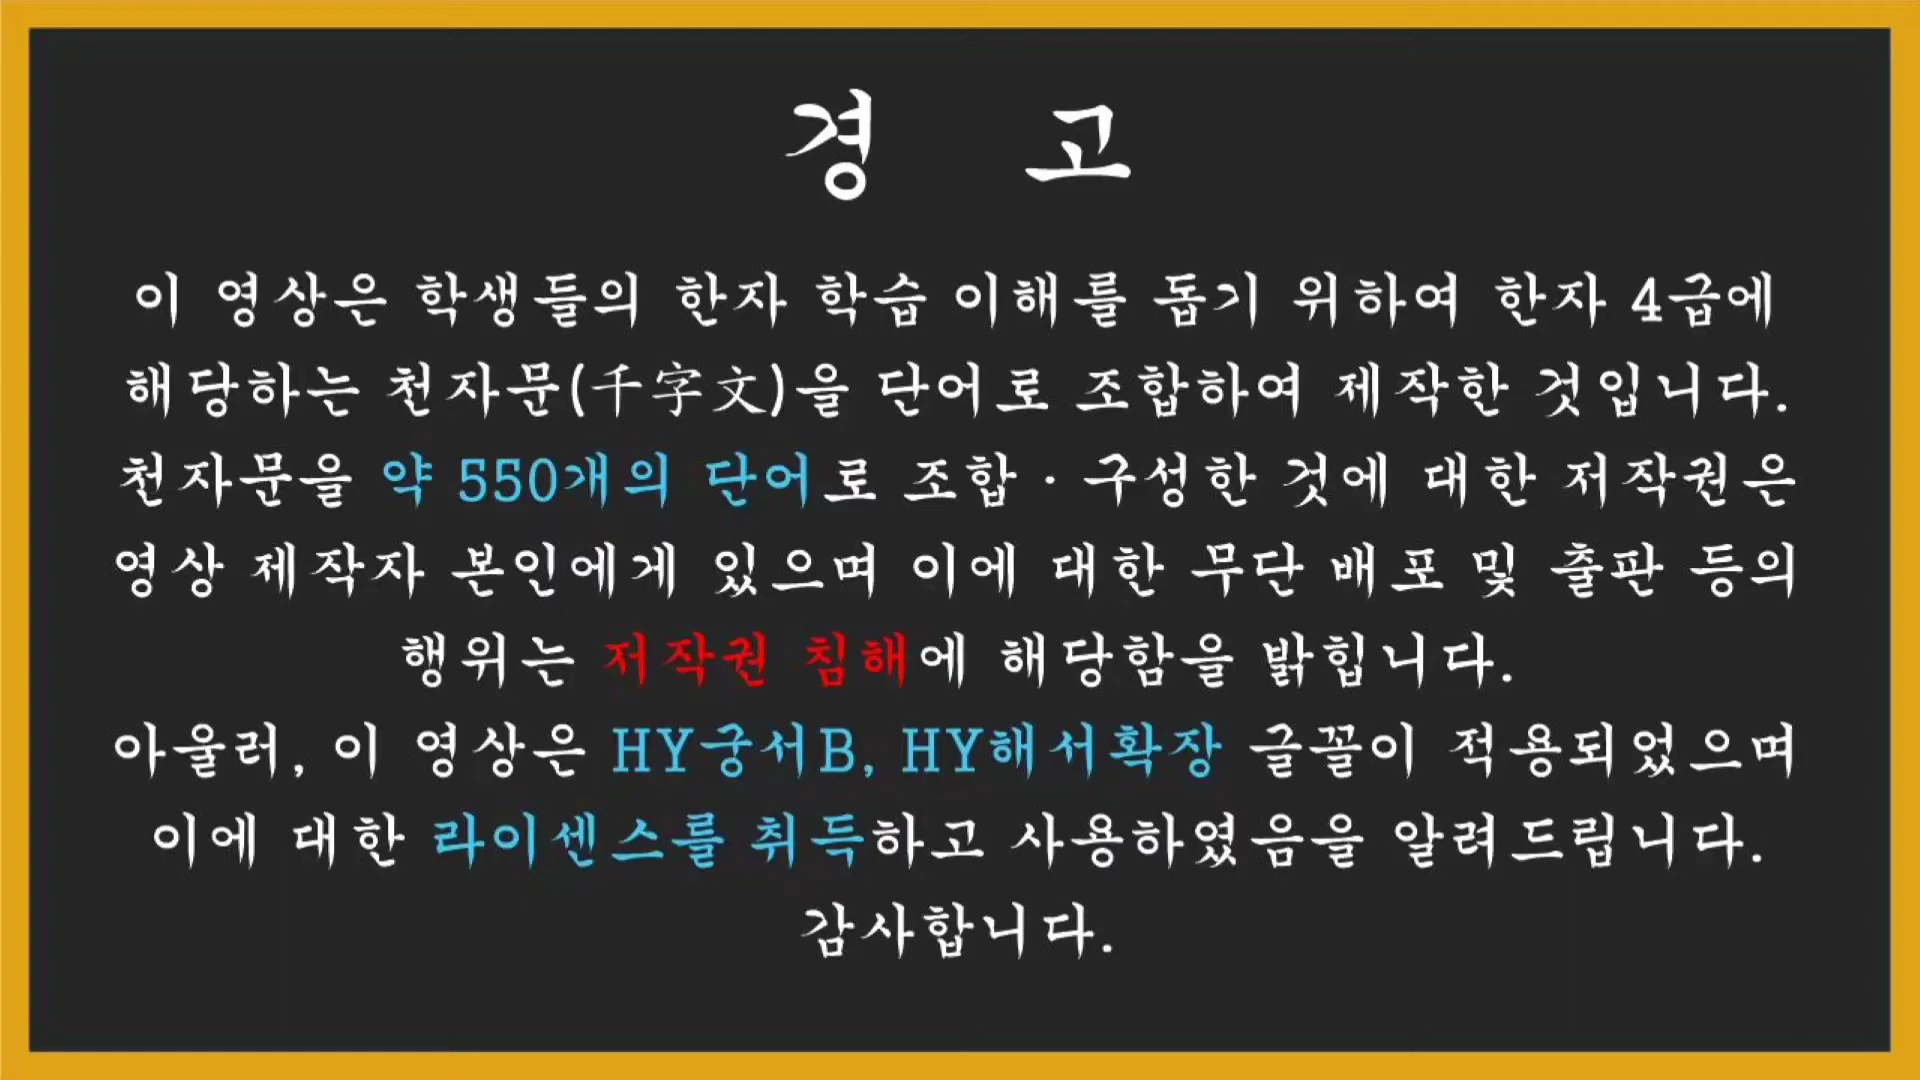 경 고
이 영상은 학생들의 한자 학습 이해를 돕기 위하여 한자 4급에
해당하는 천자문(千字文)을 단어로 조합하여 제작한 것입니다.
천자문을 약 550개의 단어로 조합·구성한 것에 대한 저작권은
영상 제작자 본인에게 있으며 이에 대한 무단 배포 및 출판 등의
행위는 저작권 침해에 해당함을 밝힙니다.
아울러, 이 영상은 HY궁서B, HY해서확장 글꼴이 적용되었으며
이에 대한 라이센스를 취득하고 사용하였음을 알려드립니다.
감사합니다.